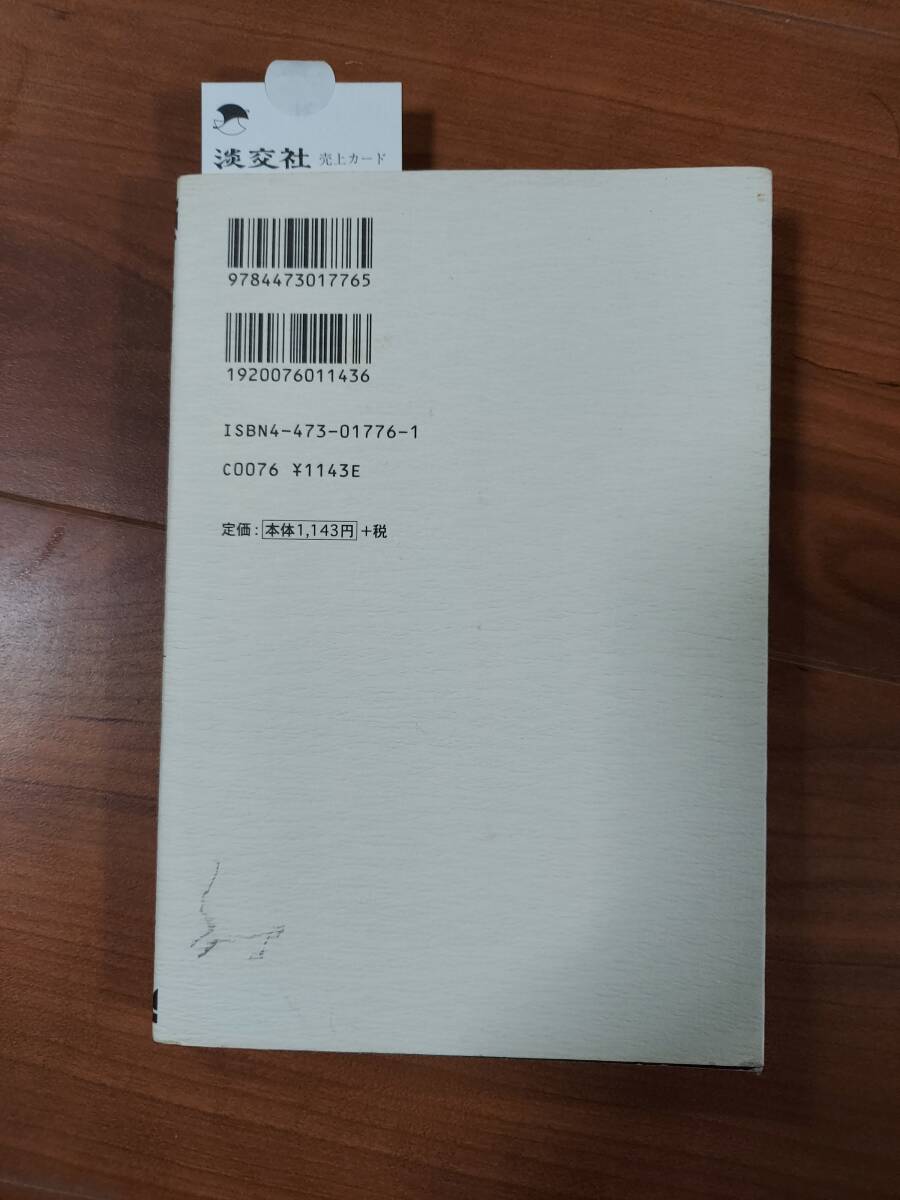 淡交社 売上カード
9784473017765
1920076011436
ISBN4-473-01776-1
C0076 ¥1143E
定価: 本体1,143円 +税